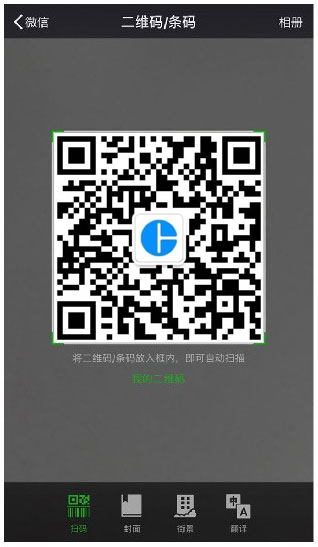 微信
二维码/条码
相册
将二维码/条码放入框内，即可自动扫描
我的二维码
扫码
封面
街景
翻译
中
A